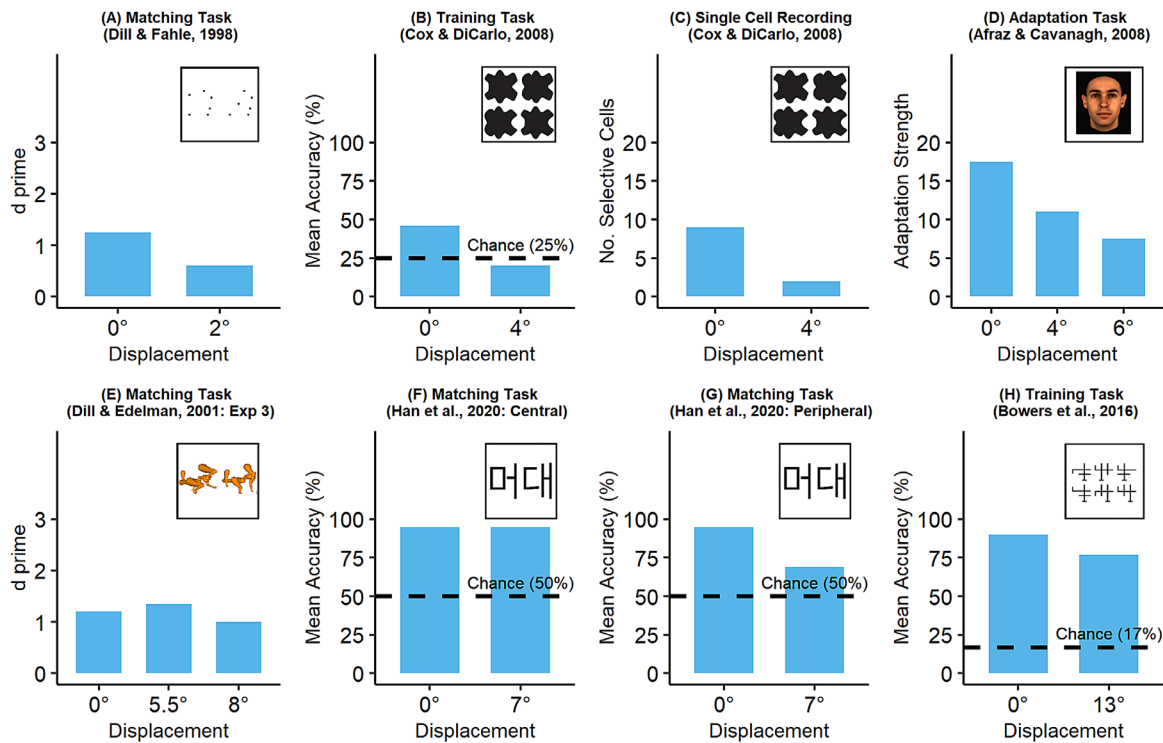 (A) Matching Task
(Dill & Fahle, 1998)
d prime
3
2
1
0
0°
2°
Displacement
(B) Training Task
(Cox & DiCarlo, 2008)
Mean Accuracy (%)
100
75
50
25
0
Chance (25%)
0°
4°
Displacement
(C) Single Cell Recording
(Cox & DiCarlo, 2008)
No. Selective Cells
20
15
10
5
0
0°
4°
Displacement
(D) Adaptation Task
(Afraz & Cavanagh, 2008)
Adaptation Strength
20
15
10
5
0
0°
4°
6°
Displacement
(E) Matching Task
(Dill & Edelman, 2001: Exp 3)
d prime
3
2
1
0
0°
5.5°
8°
Displacement
(F) Matching Task
(Han et al., 2020: Central)
Mean Accuracy (%)
100
75
50
25
0
Chance (50%)
0°
7°
Displacement
(G) Matching Task
(Han et al., 2020: Peripheral)
Mean Accuracy (%)
100
75
50
25
0
Chance (50%)
0°
7°
Displacement
(H) Training Task
(Bowers et al., 2016)
Mean Accuracy (%)
100
75
50
25
0
Chance (17%)
0°
13°
Displacement